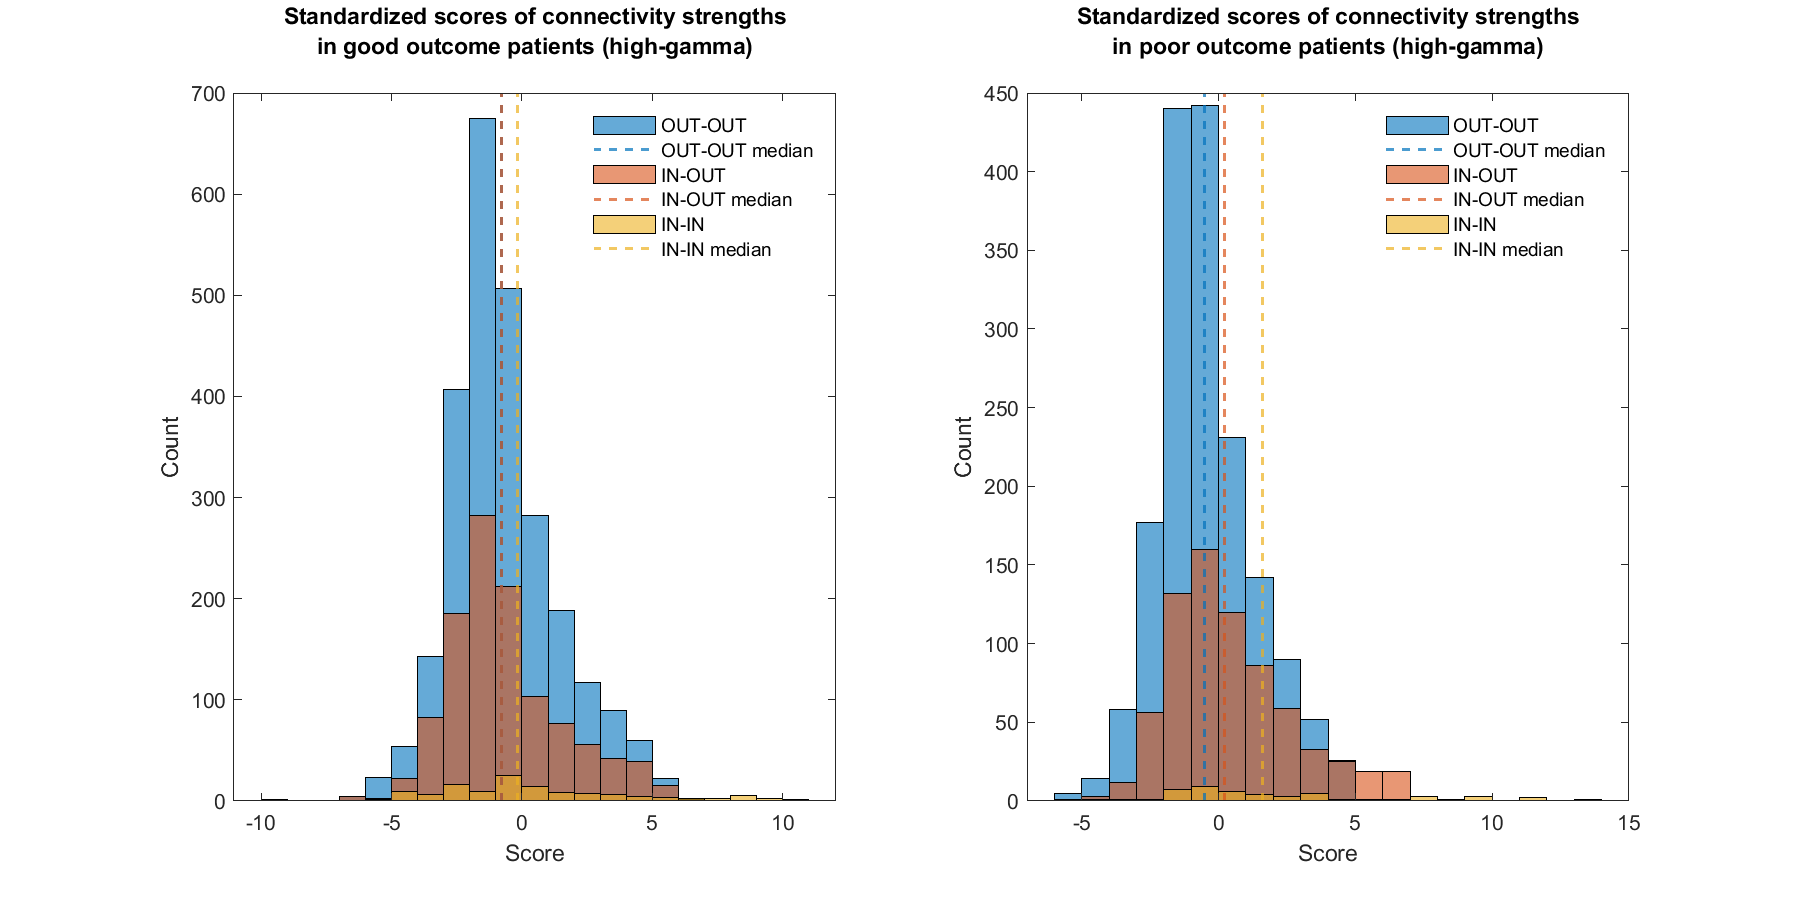 Standardized scores of connectivity strengths
in good outcome patients (high-gamma)
700
600
500
400
300
200
100
0
-10
-5
0
5
10
Count
Score
OUT-OUT
OUT-OUT median
IN-OUT
IN-OUT median
IN-IN
IN-IN median
Standardized scores of connectivity strengths
in poor outcome patients (high-gamma)
450
400
350
300
250
200
150
100
50
0
-5
0
5
10
15
Count
Score
OUT-OUT
OUT-OUT median
IN-OUT
IN-OUT median
IN-IN
IN-IN median